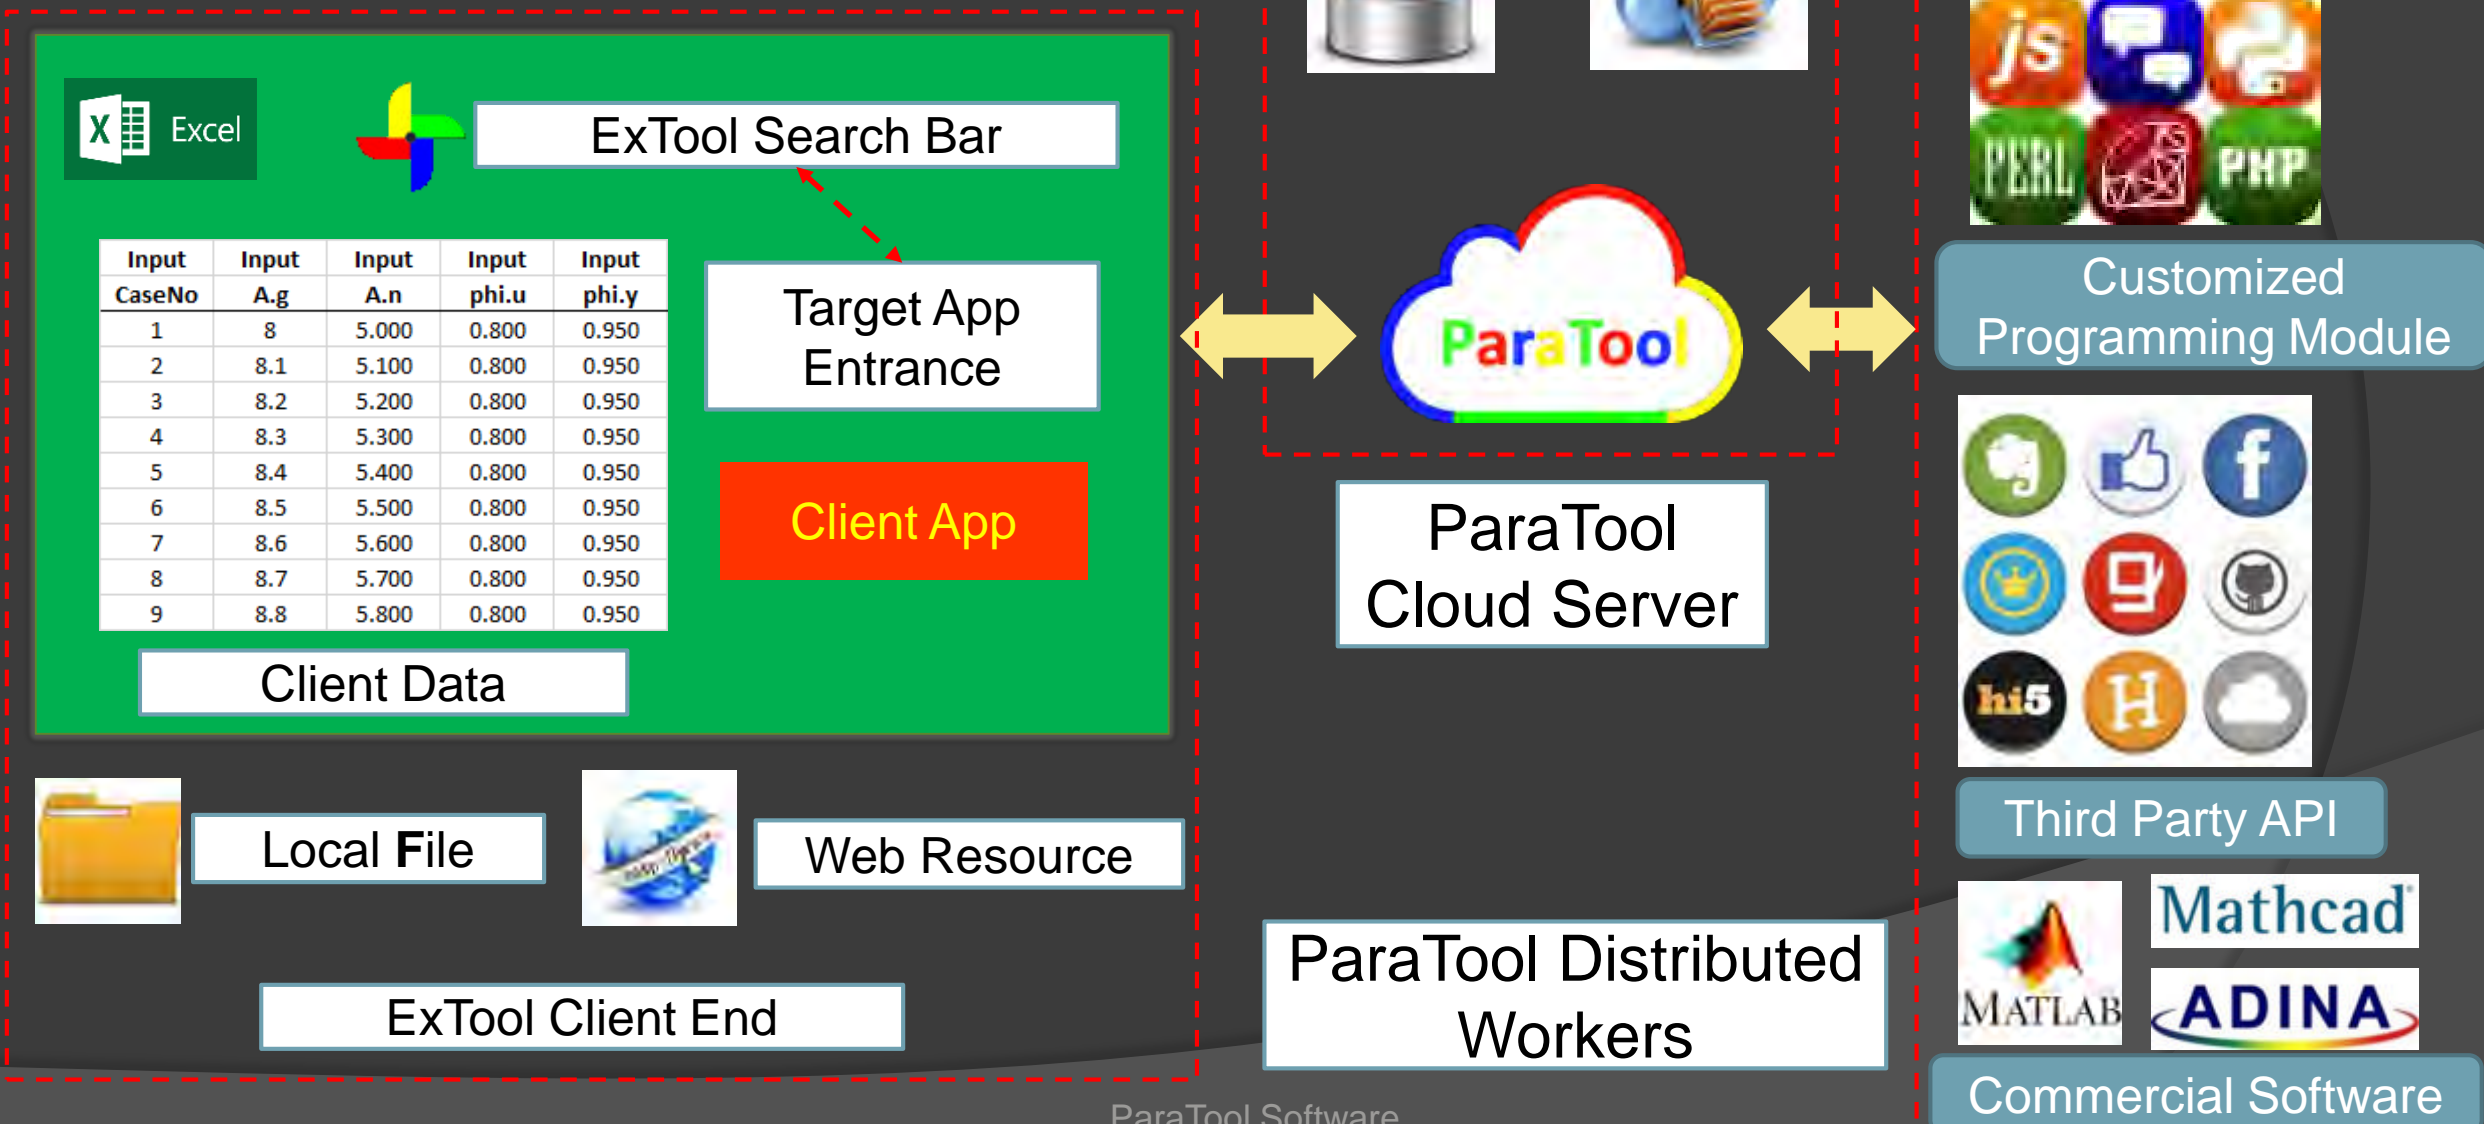 Excel
ExTool Search Bar
Input Input Input Input Input
CaseNo A.g A.n phi.u phi.y
1 8 5.000 0.800 0.950
2 8.1 5.100 0.800 0.950
3 8.2 5.200 0.800 0.950
4 8.3 5.300 0.800 0.950
5 8.4 5.400 0.800 0.950
6 8.5 5.500 0.800 0.950
7 8.6 5.600 0.800 0.950
8 8.7 5.700 0.800 0.950
9 8.8 5.800 0.800 0.950
Target App
Entrance
Client App
Client Data
Local File
Web Resource
ExTool Client End
ParaTool
ParaTool
Cloud Server
ParaTool Distributed
Workers
js
PERL
PHP
Customized
Programming Module
f
g
hi5
H
Third Party API
Mathcad
MATLAB
ADINA
Commercial Software
ParaTool Software